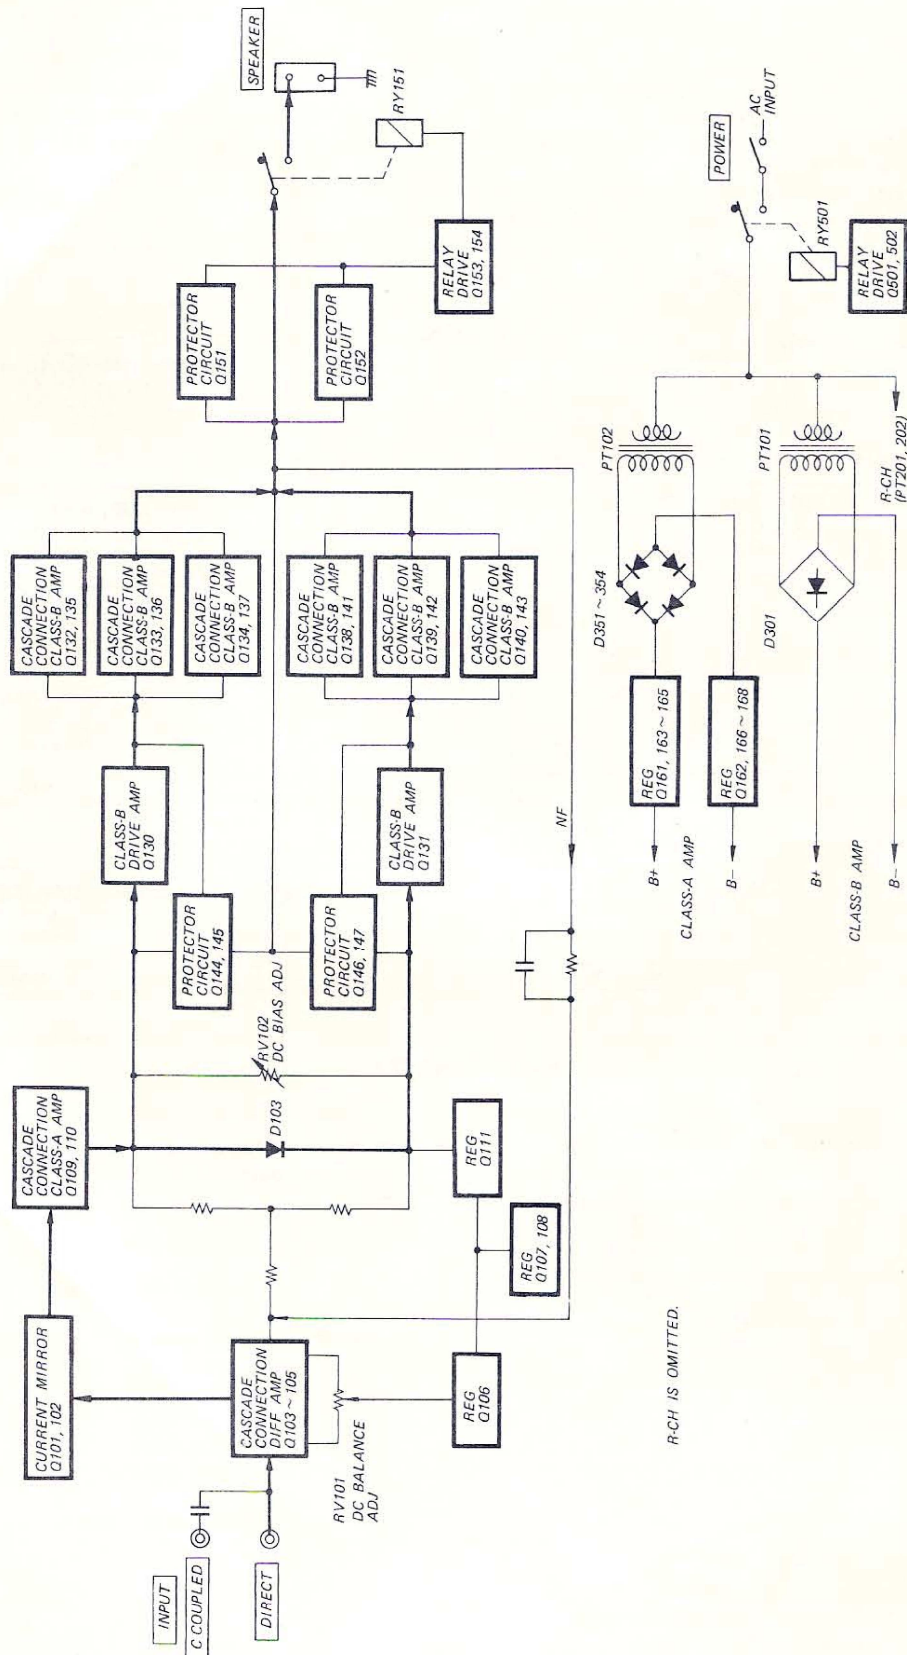 INPUT
C COUPLED
DIRECT
CURRENT MIRROR
Q101, 102
CASCADE
CONNECTION
DIFF AMP
Q103 ~ 105
RV101
DC BALANCE
ADJ
REG
Q106
REG
Q107, 108
REG
Q111
CASCADE
CONNECTION
CLASS-A AMP
Q109, 110
D103
RV102
DC BIAS ADJ
PROTECTOR
CIRCUIT
Q144, 145
PROTECTOR
CIRCUIT
Q146, 147
CLASS-B
DRIVE AMP
Q130
CLASS-B
DRIVE AMP
Q131
CASCADE
CONNECTION
CLASS-B AMP
Q132, 135
CASCADE
CONNECTION
CLASS-B AMP
Q133, 136
CASCADE
CONNECTION
CLASS-B AMP
Q134, 137
CASCADE
CONNECTION
CLASS-B AMP
Q138, 141
CASCADE
CONNECTION
CLASS-B AMP
Q139, 142
CASCADE
CONNECTION
CLASS-B AMP
Q140, 143
NF
PROTECTOR
CIRCUIT
Q151
PROTECTOR
CIRCUIT
Q152
RELAY
DRIVE
Q153, 154
RY151
SPEAKER
R-CH IS OMITTED.
B+
CLASS-A AMP
B-
B+
CLASS-B AMP
B-
REG
Q161, 163 ~ 165
REG
Q162, 166 ~ 168
D351 ~ 354
D301
PT102
PT101
R-CH
(PT201, 202)
RELAY
DRIVE
Q501, 502
RY501
POWER
AC
INPUT